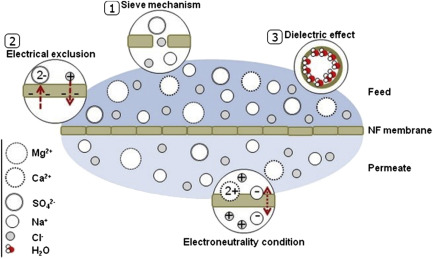 1
Sieve mechanism
2
Electrical exclusion
3
Dielectric effect
2-
+
-
-
Feed
NF membrane
Permeate
Mg²⁺
Ca²⁺
SO₄²⁻
Na⁺
Cl⁻
H₂O
+
2+
-
+
+
-
Electroneutrality condition